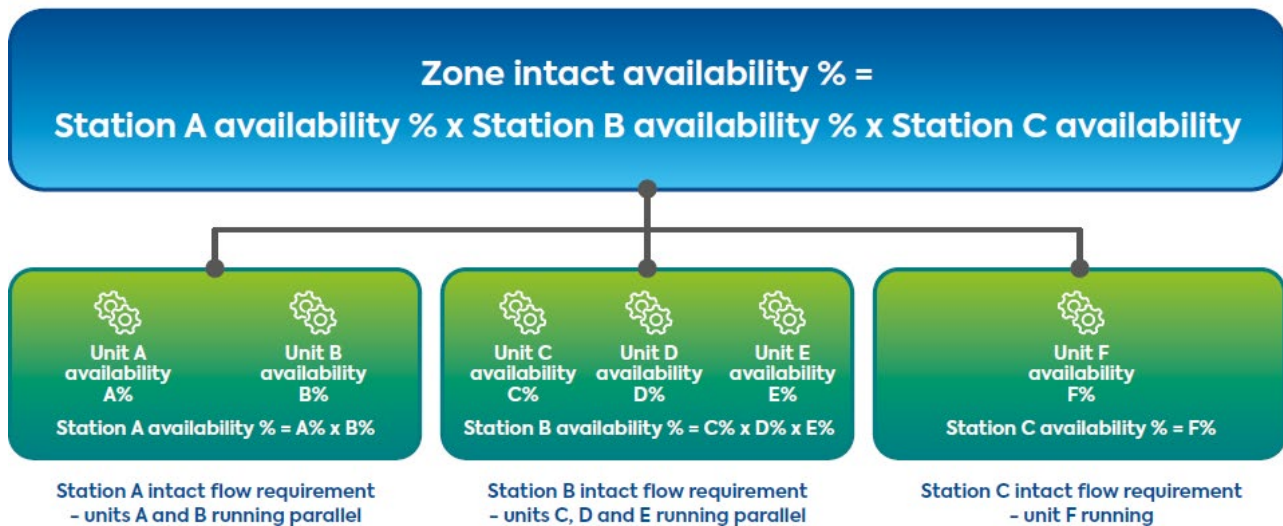 Zone intact availability % =
Station A availability % x Station B availability % x Station C availability
Unit A
availability
A%
Unit B
availability
B%
Station A availability % = A% x B%
Unit C
availability
C%
Unit D
availability
D%
Unit E
availability
E%
Station B availability % = C% x D% x E%
Unit F
availability
F%
Station C availability % = F%
Station A intact flow requirement
- units A and B running parallel
Station B intact flow requirement
- units C, D and E running parallel
Station C intact flow requirement
- unit F running